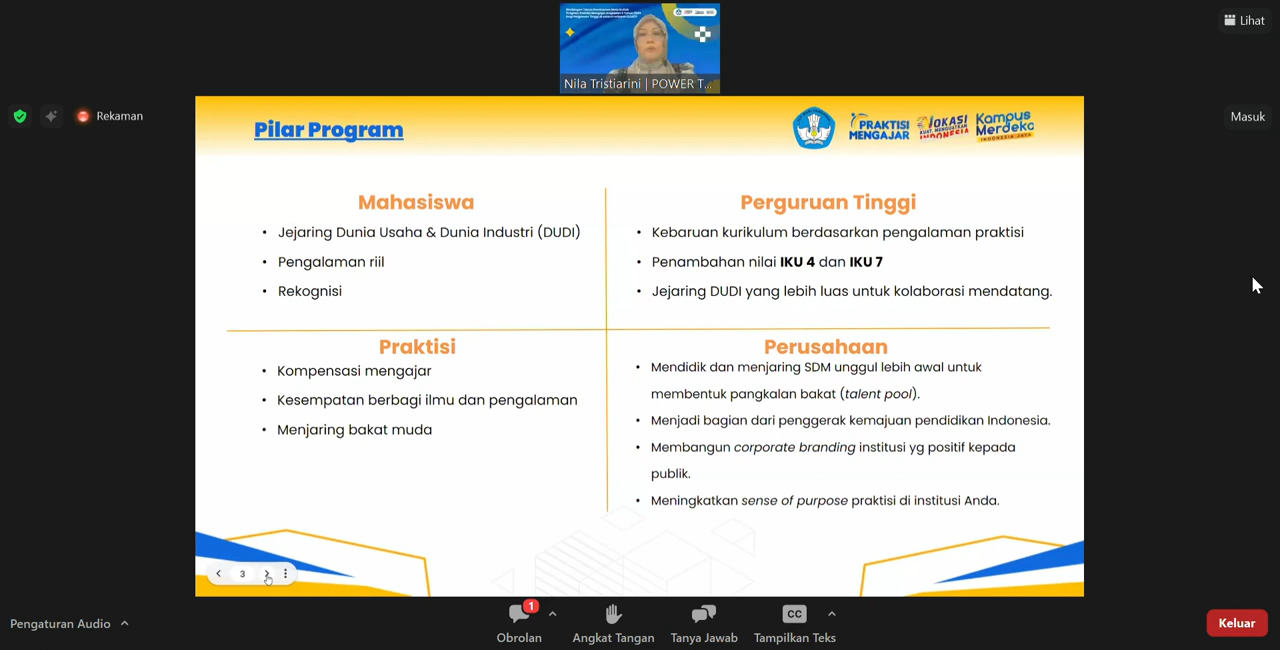 Nila Tristiarini | POWER T...
Lihat
Rekaman
Masuk
Pilar Program
PRAKTISI
MENGAJAR
VOKASI
KUAT, MENGUATKAN
INDONESIA
Kampus
Merdeka
INDONESIA JAYA
Mahasiswa
• Jejaring Dunia Usaha & Dunia Industri (DUDI)
• Pengalaman riil
• Rekognisi
Perguruan Tinggi
• Kebaruan kurikulum berdasarkan pengalaman praktisi
• Penambahan nilai IKU 4 dan IKU 7
• Jejaring DUDI yang lebih luas untuk kolaborasi mendatang.
Praktisi
• Kompensasi mengajar
• Kesempatan berbagi ilmu dan pengalaman
• Menjaring bakat muda
Perusahaan
• Mendidik dan menjaring SDM unggul lebih awal untuk
membentuk pangkalan bakat (talent pool).
• Menjadi bagian dari penggerak kemajuan pendidikan Indonesia.
• Membangun corporate branding institusi yg positif kepada
publik.
• Meningkatkan sense of purpose praktisi di institusi Anda.
3
Pengaturan Audio
1
Obrolan
Angkat Tangan
Tanya Jawab
CC
Tampilkan Teks
Keluar